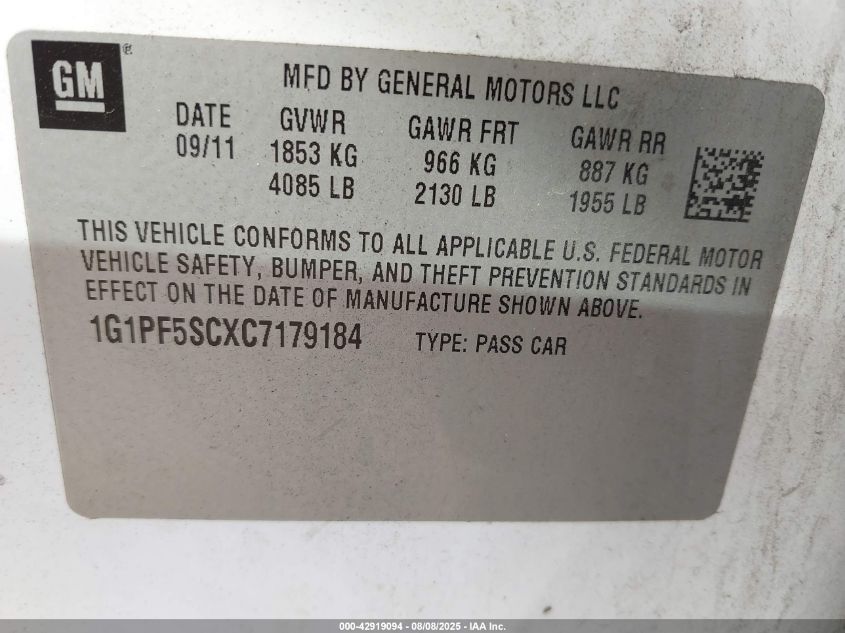 GM®
MFD BY GENERAL MOTORS LLC
DATE GVWR GAWR FRT GAWR RR
09/11 1853 KG 966 KG 887 KG
4085 LB 2130 LB 1955 LB
THIS VEHICLE CONFORMS TO ALL APPLICABLE U.S. FEDERAL MOTOR
VEHICLE SAFETY, BUMPER, AND THEFT PREVENTION STANDARDS IN
EFFECT ON THE DATE OF MANUFACTURE SHOWN ABOVE.
1G1PF5SCXC7179184 TYPE: PASS CAR
000-42919094 - 08/08/2025 - IAA Inc.